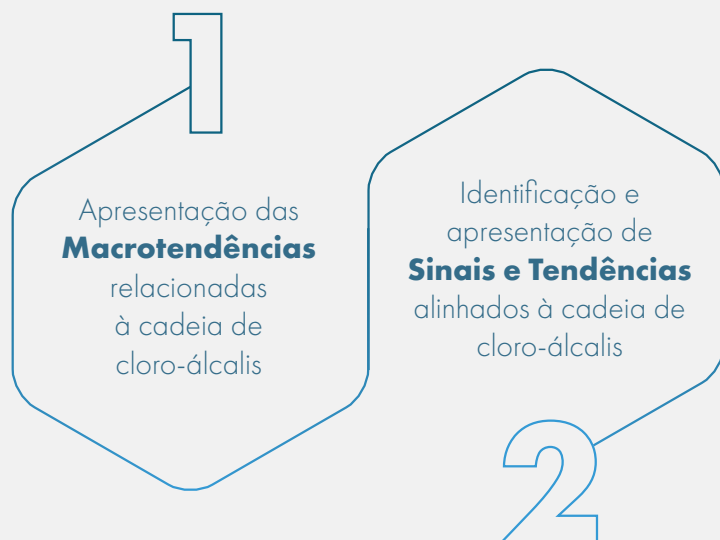 1
Apresentação das
Macrotendências
relacionadas
à cadeia de
cloro-álcalis
Identificação e
apresentação de
Sinais e Tendências
alinhados à cadeia de
cloro-álcalis
2